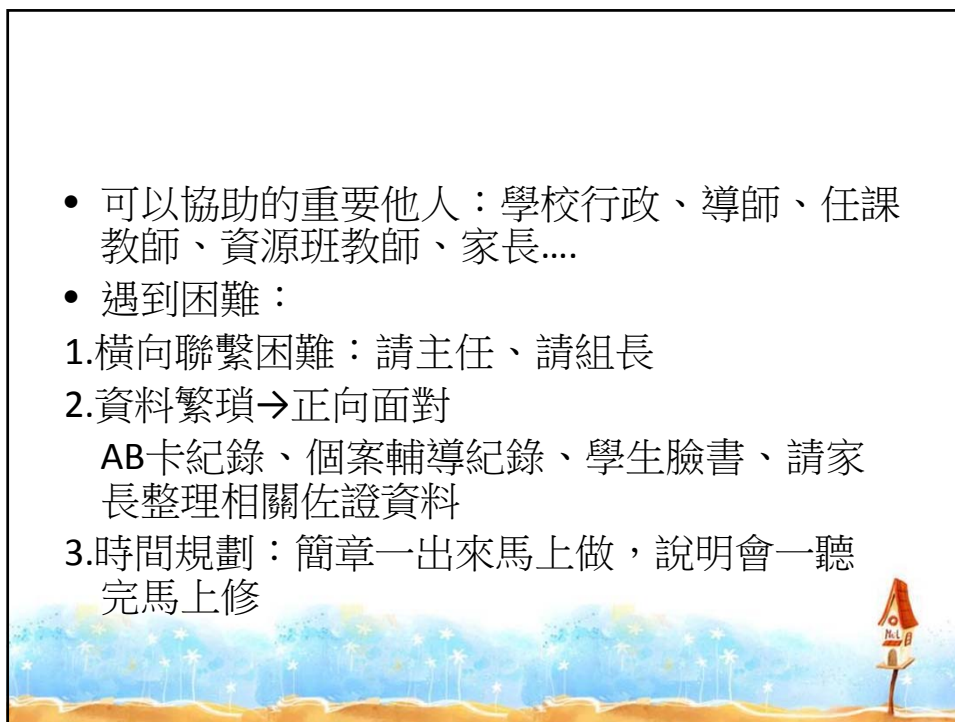 • 可以協助的重要他人：學校行政、導師、任課
教師、資源班教師、家長....
• 遇到困難：
1.橫向聯繫困難：請主任、請組長
2.資料繁瑣→正向面對
AB卡紀錄、個案輔導紀錄、學生臉書、請家
長整理相關佐證資料
3.時間規劃：簡章一出來馬上做，說明會一聽
完馬上修